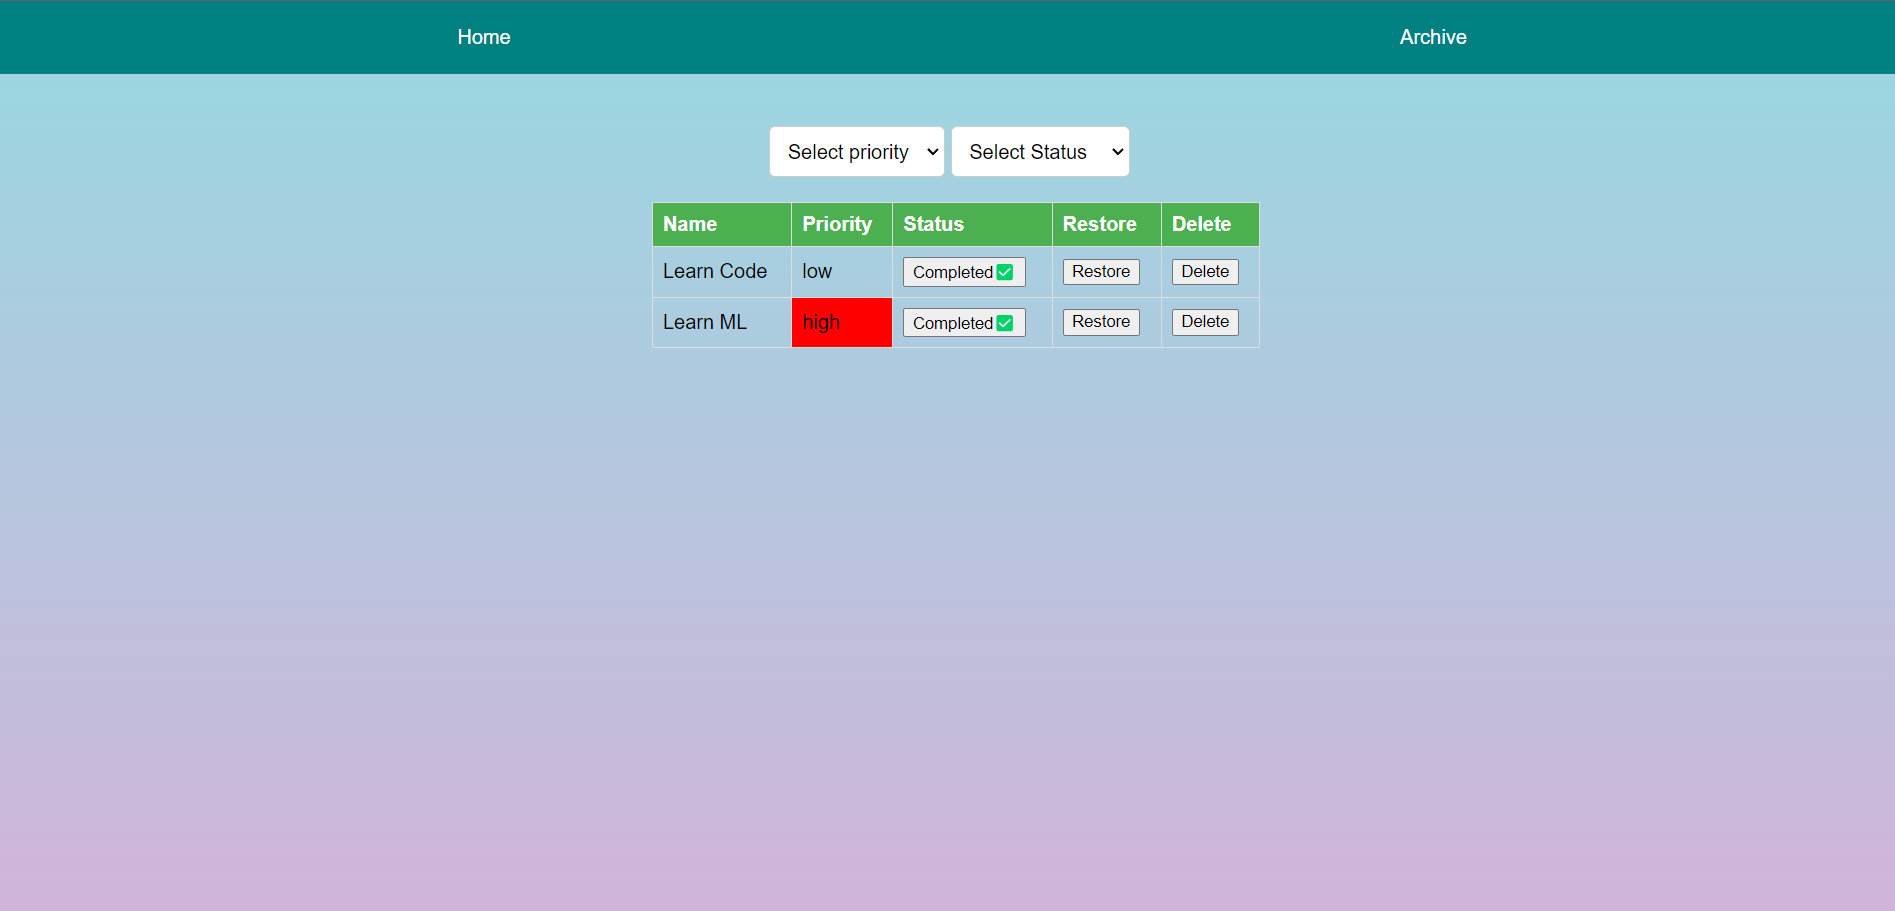 Home Archive
Select priority Select Status
Name Priority Status Restore Delete
Learn Code low Completed✅ Restore Delete
Learn ML high Completed✅ Restore Delete